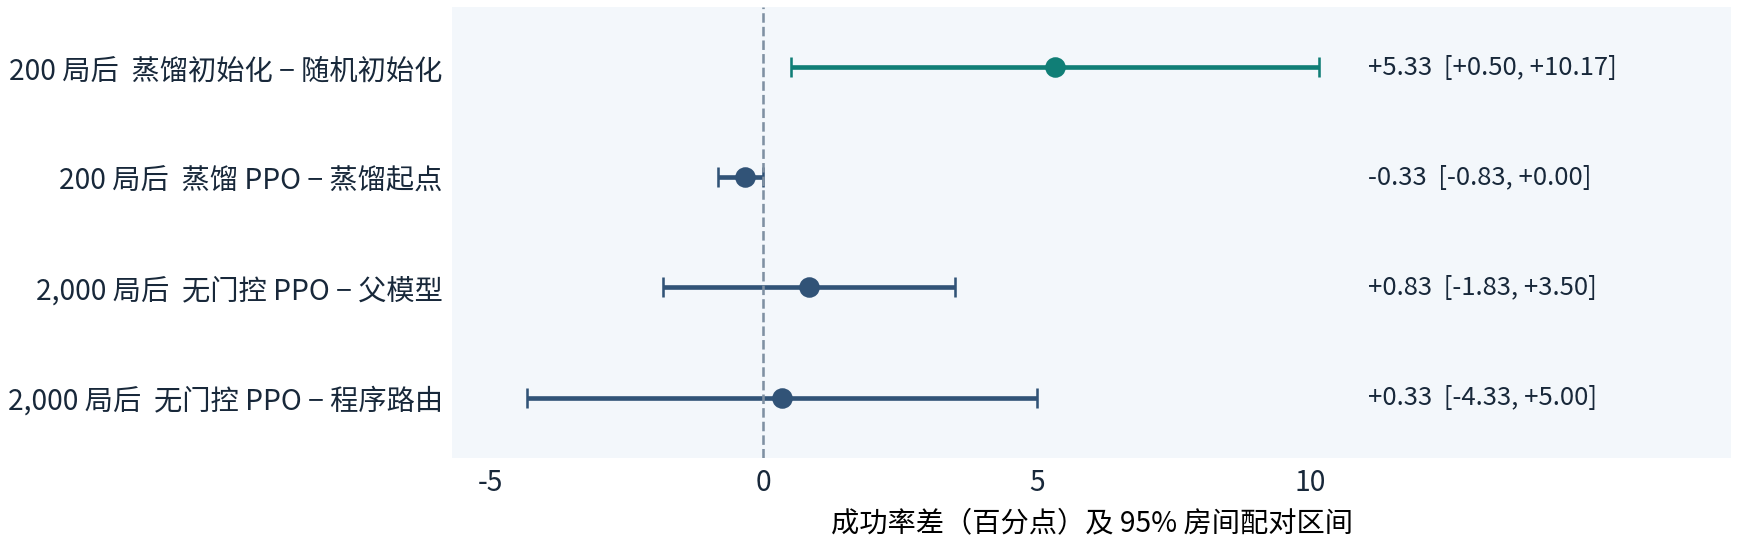 200 局后 蒸馏初始化 − 随机初始化 +5.33 [+0.50, +10.17]
200 局后 蒸馏 PPO − 蒸馏起点 -0.33 [-0.83, +0.00]
2,000 局后 无门控 PPO − 父模型 +0.83 [-1.83, +3.50]
2,000 局后 无门控 PPO − 程序路由 +0.33 [-4.33, +5.00]
-5 0 5 10
成功率差（百分点）及 95% 房间配对区间